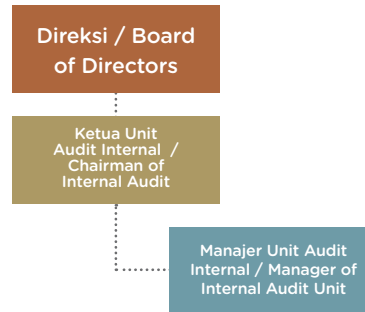 Direksi / Board
of Directors
Ketua Unit
Audit Internal /
Chairman of
Internal Audit
Manajer Unit Audit
Internal / Manager of
Internal Audit Unit